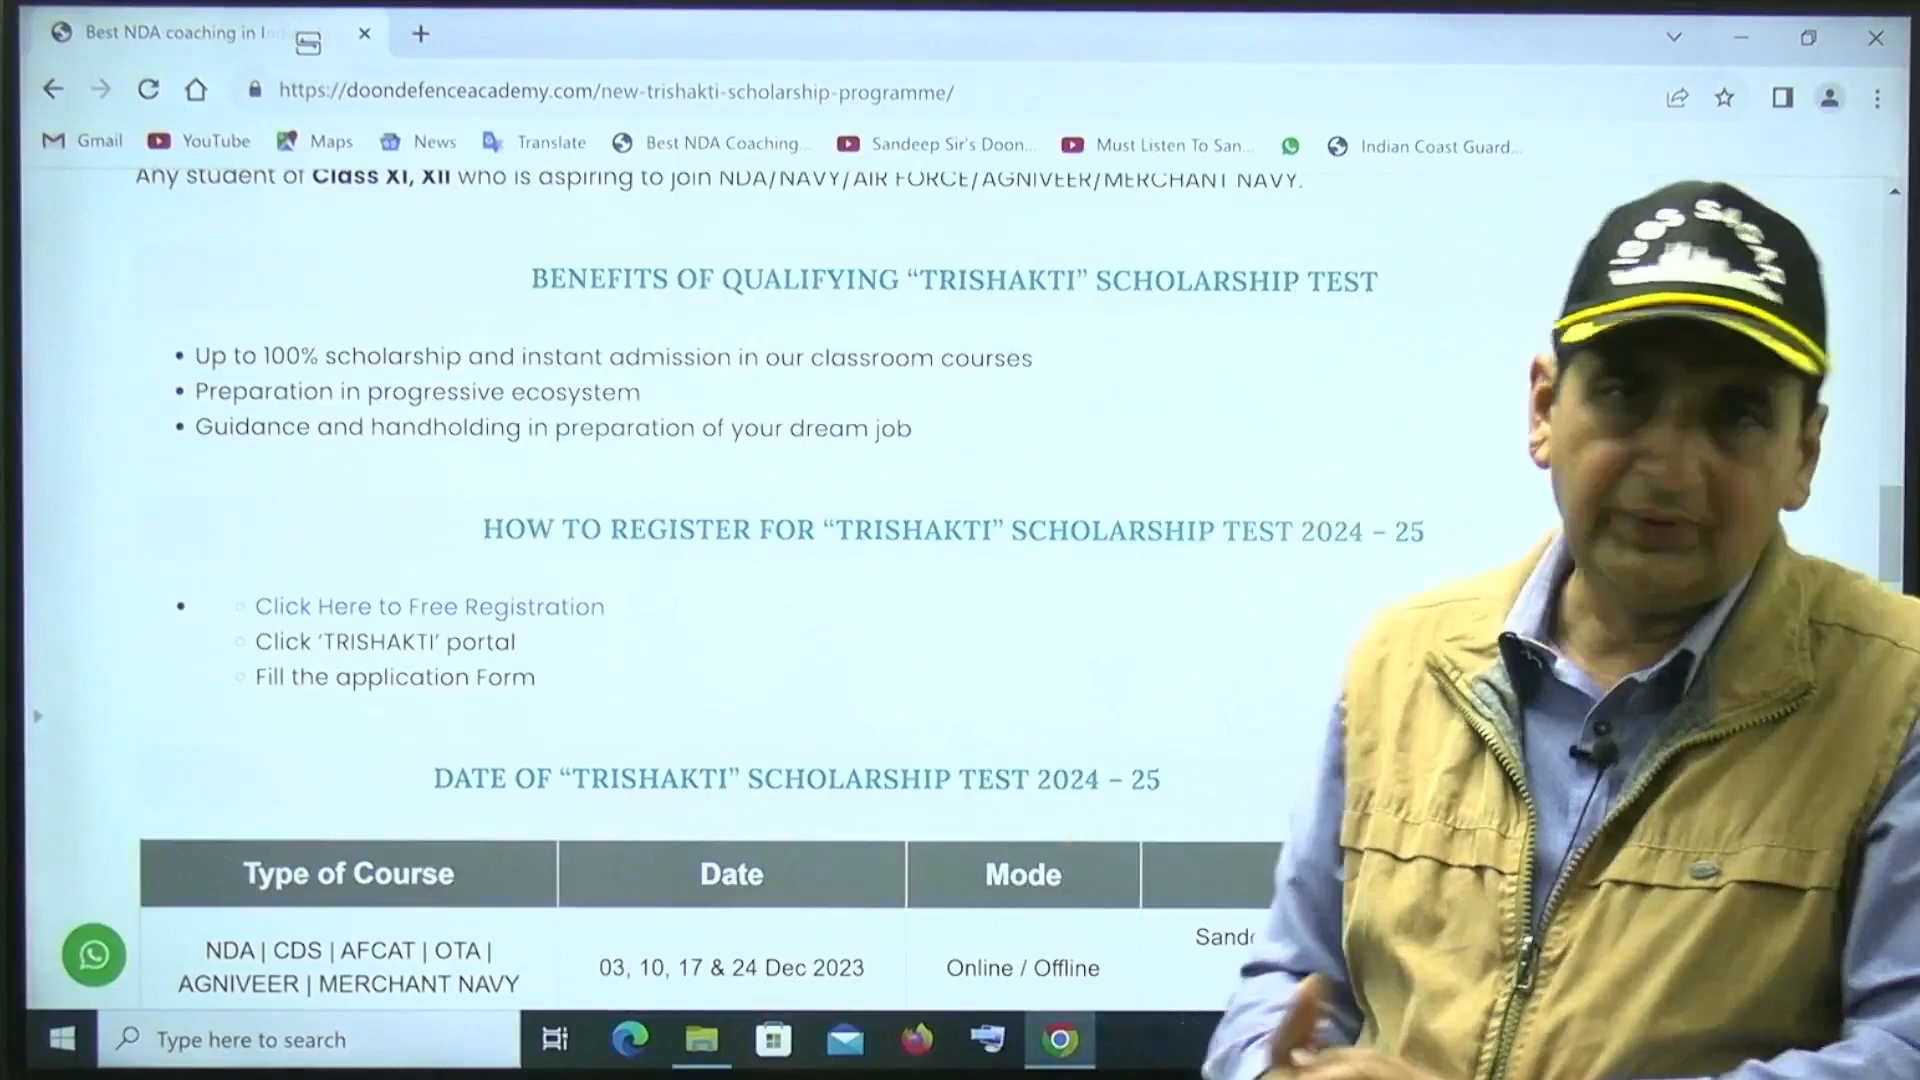 Best NDA coaching in I
https://doondefenceacademy.com/new-trishakti-scholarship-programme/
Gmail YouTube Maps News Translate Best NDA Coaching... Sandeep Sir's Doon... Must Listen To San... Indian Coast Guard...
Any student of Class XI, XII who is aspiring to join NDA/NAVY/AIR FORCE/AGNIVEER/MERCHANT NAVY.
BENEFITS OF QUALIFYING “TRISHAKTI” SCHOLARSHIP TEST
• Up to 100% scholarship and instant admission in our classroom courses
• Preparation in progressive ecosystem
• Guidance and handholding in preparation of your dream job
HOW TO REGISTER FOR “TRISHAKTI” SCHOLARSHIP TEST 2024 – 25
Click Here to Free Registration
Click ‘TRISHAKTI’ portal
Fill the application Form
DATE OF “TRISHAKTI” SCHOLARSHIP TEST 2024 – 25
Type of Course Date Mode
NDA | CDS | AFCAT | OTA |
AGNIVEER | MERCHANT NAVY
03, 10, 17 & 24 Dec 2023
Online / Offline
Sand
Type here to search